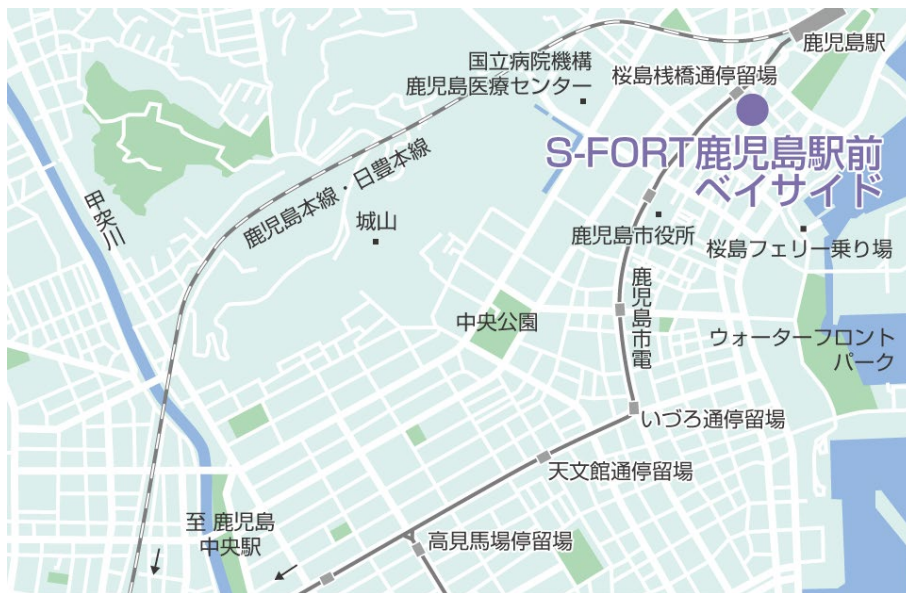 鹿児島駅
国立病院機構
鹿児島医療センター
桜島桟橋通停留場
S-FORT鹿児島駅前
ベイサイド
鹿児島本線・日豊本線
甲突川
城山
鹿児島市役所
桜島フェリー乗り場
鹿児島市電
中央公園
ウォーターフロント
パーク
いづろ通停留場
天文館通停留場
至 鹿児島
中央駅
高見馬場停留場